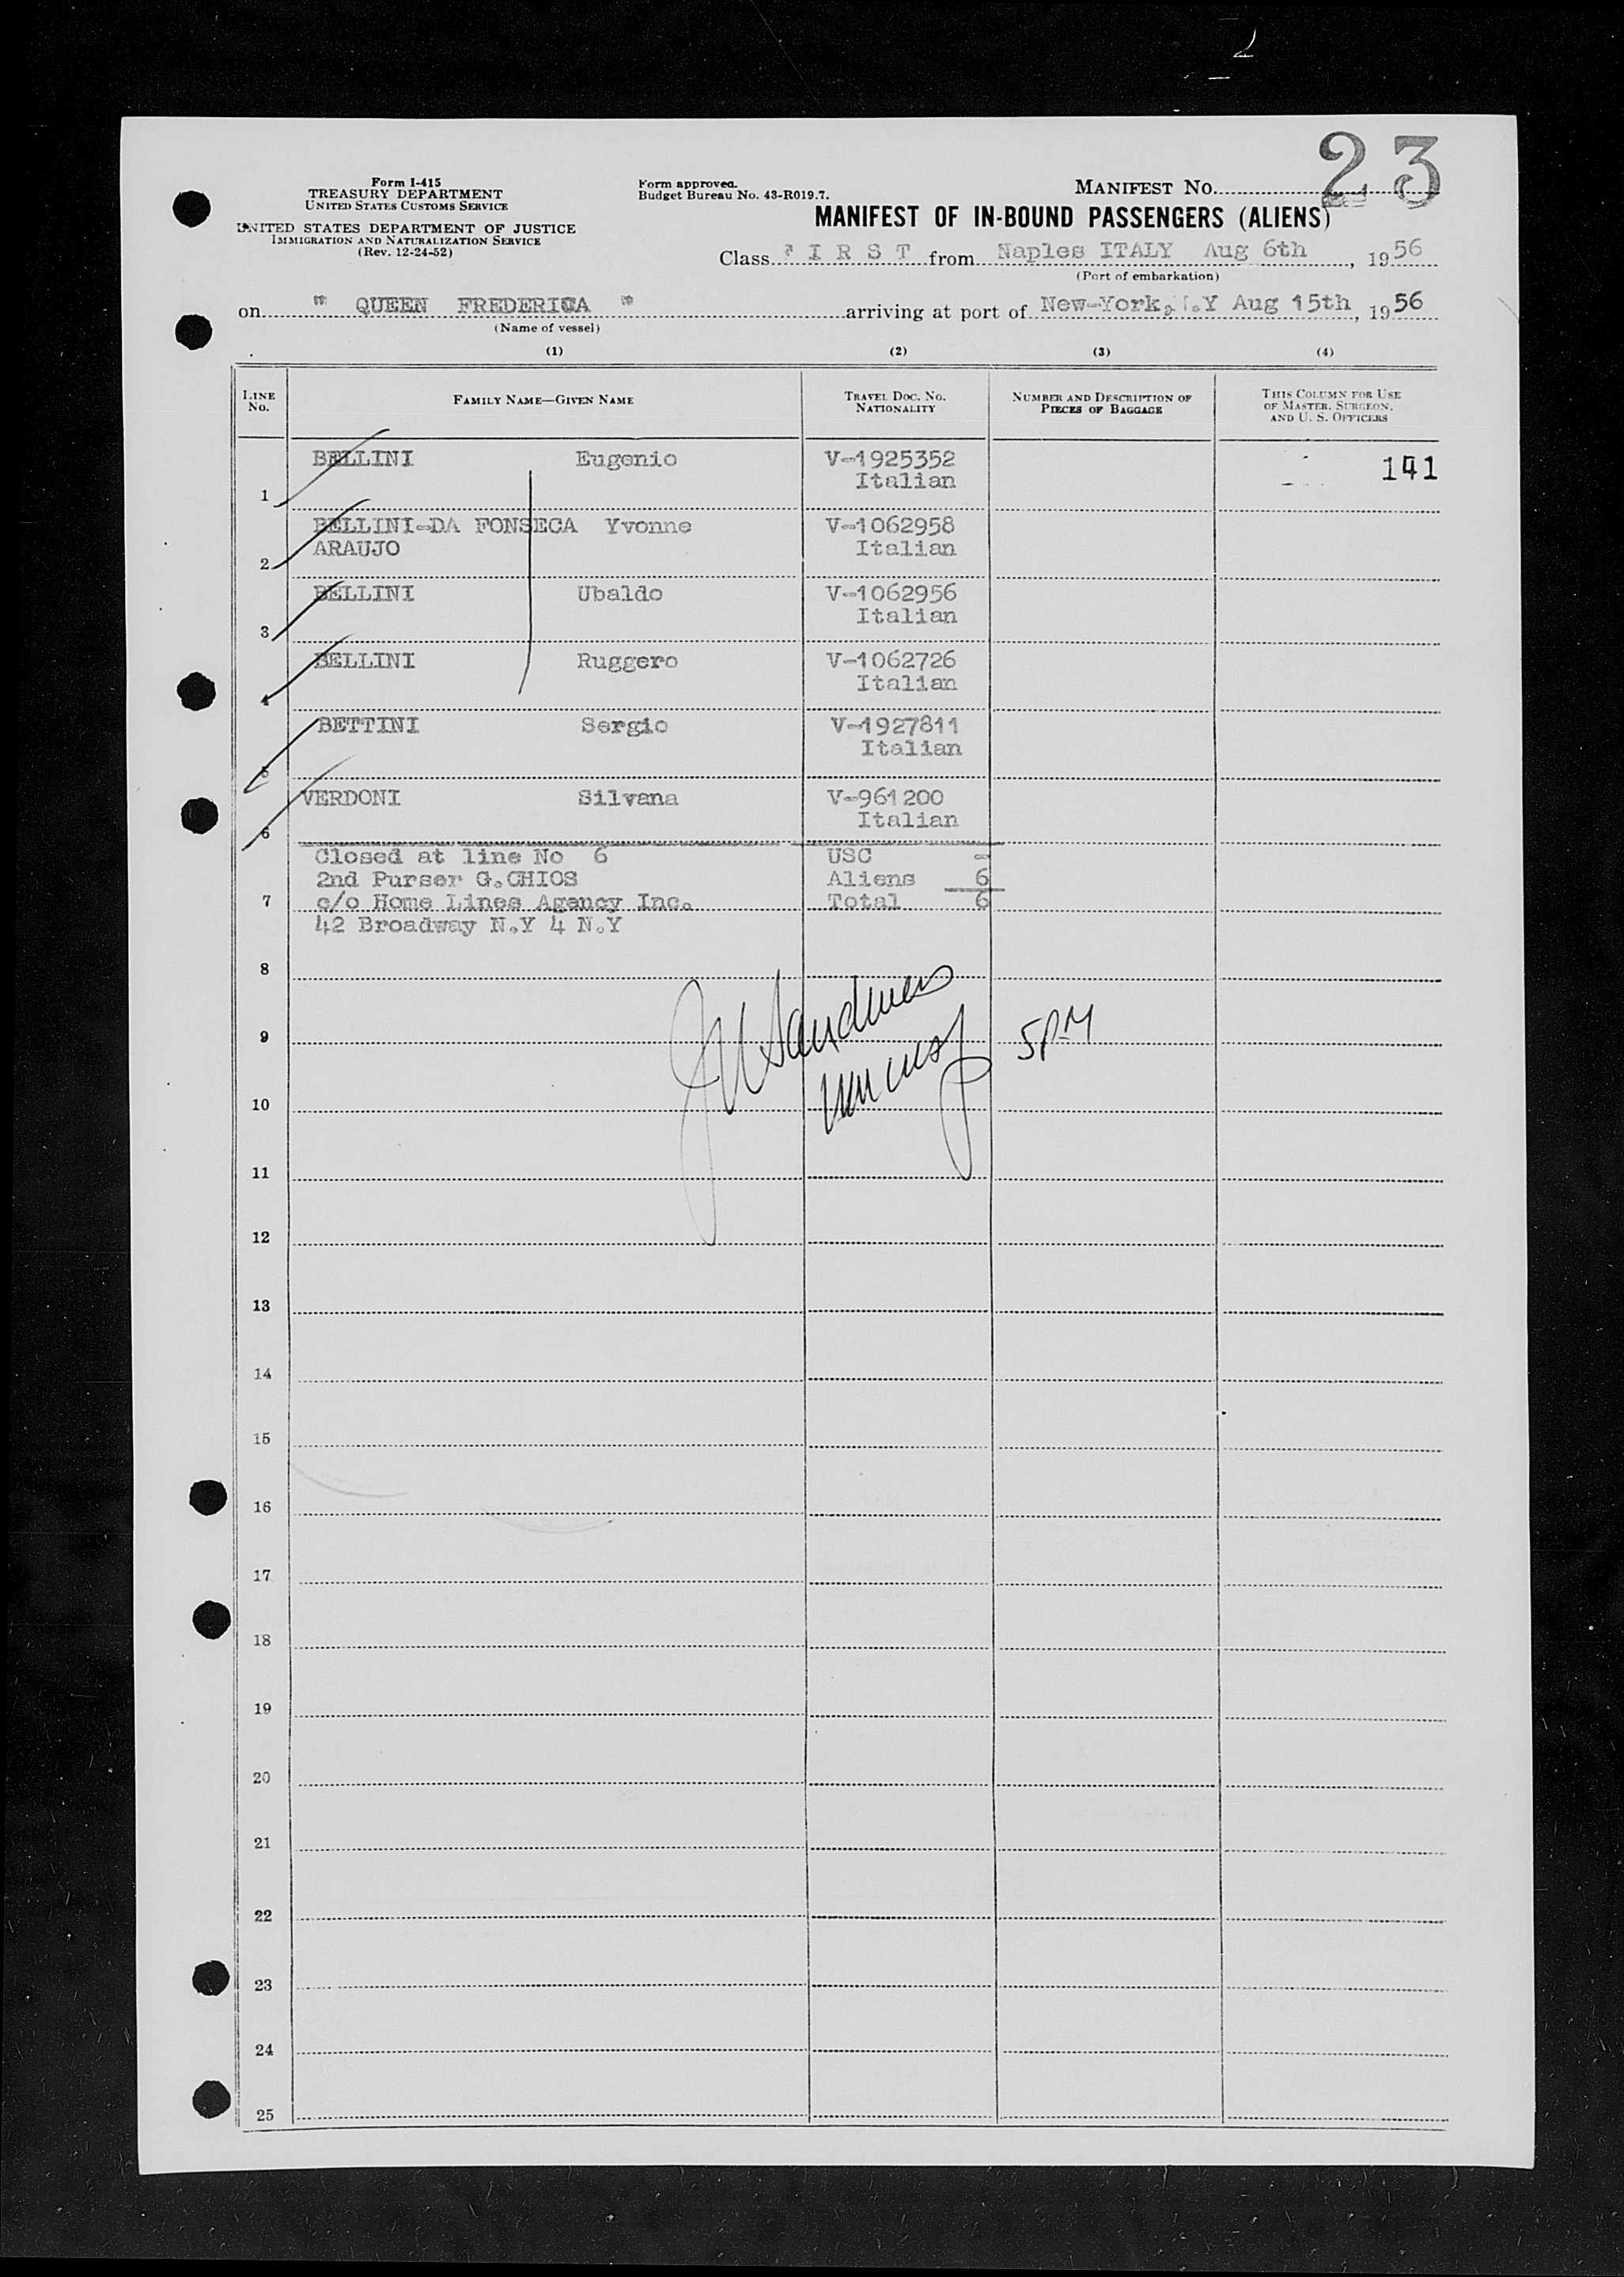 2
23
Form I-415
TREASURY DEPARTMENT
UNITED STATES CUSTOMS SERVICE
UNITED STATES DEPARTMENT OF JUSTICE
IMMIGRATION AND NATURALIZATION SERVICE
(Rev. 12-24-52)
Form approved.
Budget Bureau No. 43-R019.7.
MANIFEST NO.
MANIFEST OF IN-BOUND PASSENGERS (ALIENS)
Class F I R S T from Naples ITALY Aug 6th, 1956
(Port of embarkation)
on " QUEEN FREDERICA " arriving at port of New-York, N.Y Aug 15th, 1956
(Name of vessel)
(1) (2) (3) (4)
LINE No. FAMILY NAME—GIVEN NAME TRAVEL DOC. NO. NATIONALITY NUMBER AND DESCRIPTION OF PIECES OF BAGGAGE THIS COLUMN FOR USE OF MASTER, SURGEON, AND U. S. OFFICERS
BELLINI Eugenio V-1925352 141
1 Italian
BELLINI-DA FONSECA Yvonne V-1062958
2 ARAUJO Italian
BELLINI Ubaldo V-1062956
3 Italian
BELLINI Ruggero V-1062726
4 Italian
BETTINI Sergio V-1927811
5 Italian
VERDONI Silvana V-961200
6 Italian
Closed at line No 6 USC -
2nd Purser G.CHIOS Aliens 6
7 c/o Home Lines Agency Inc. Total 6
42 Broadway N.Y 4 N.Y
8
9 5PM
10
11
12
13
14
15
16
17
18
19
20
21
22
23
24
25